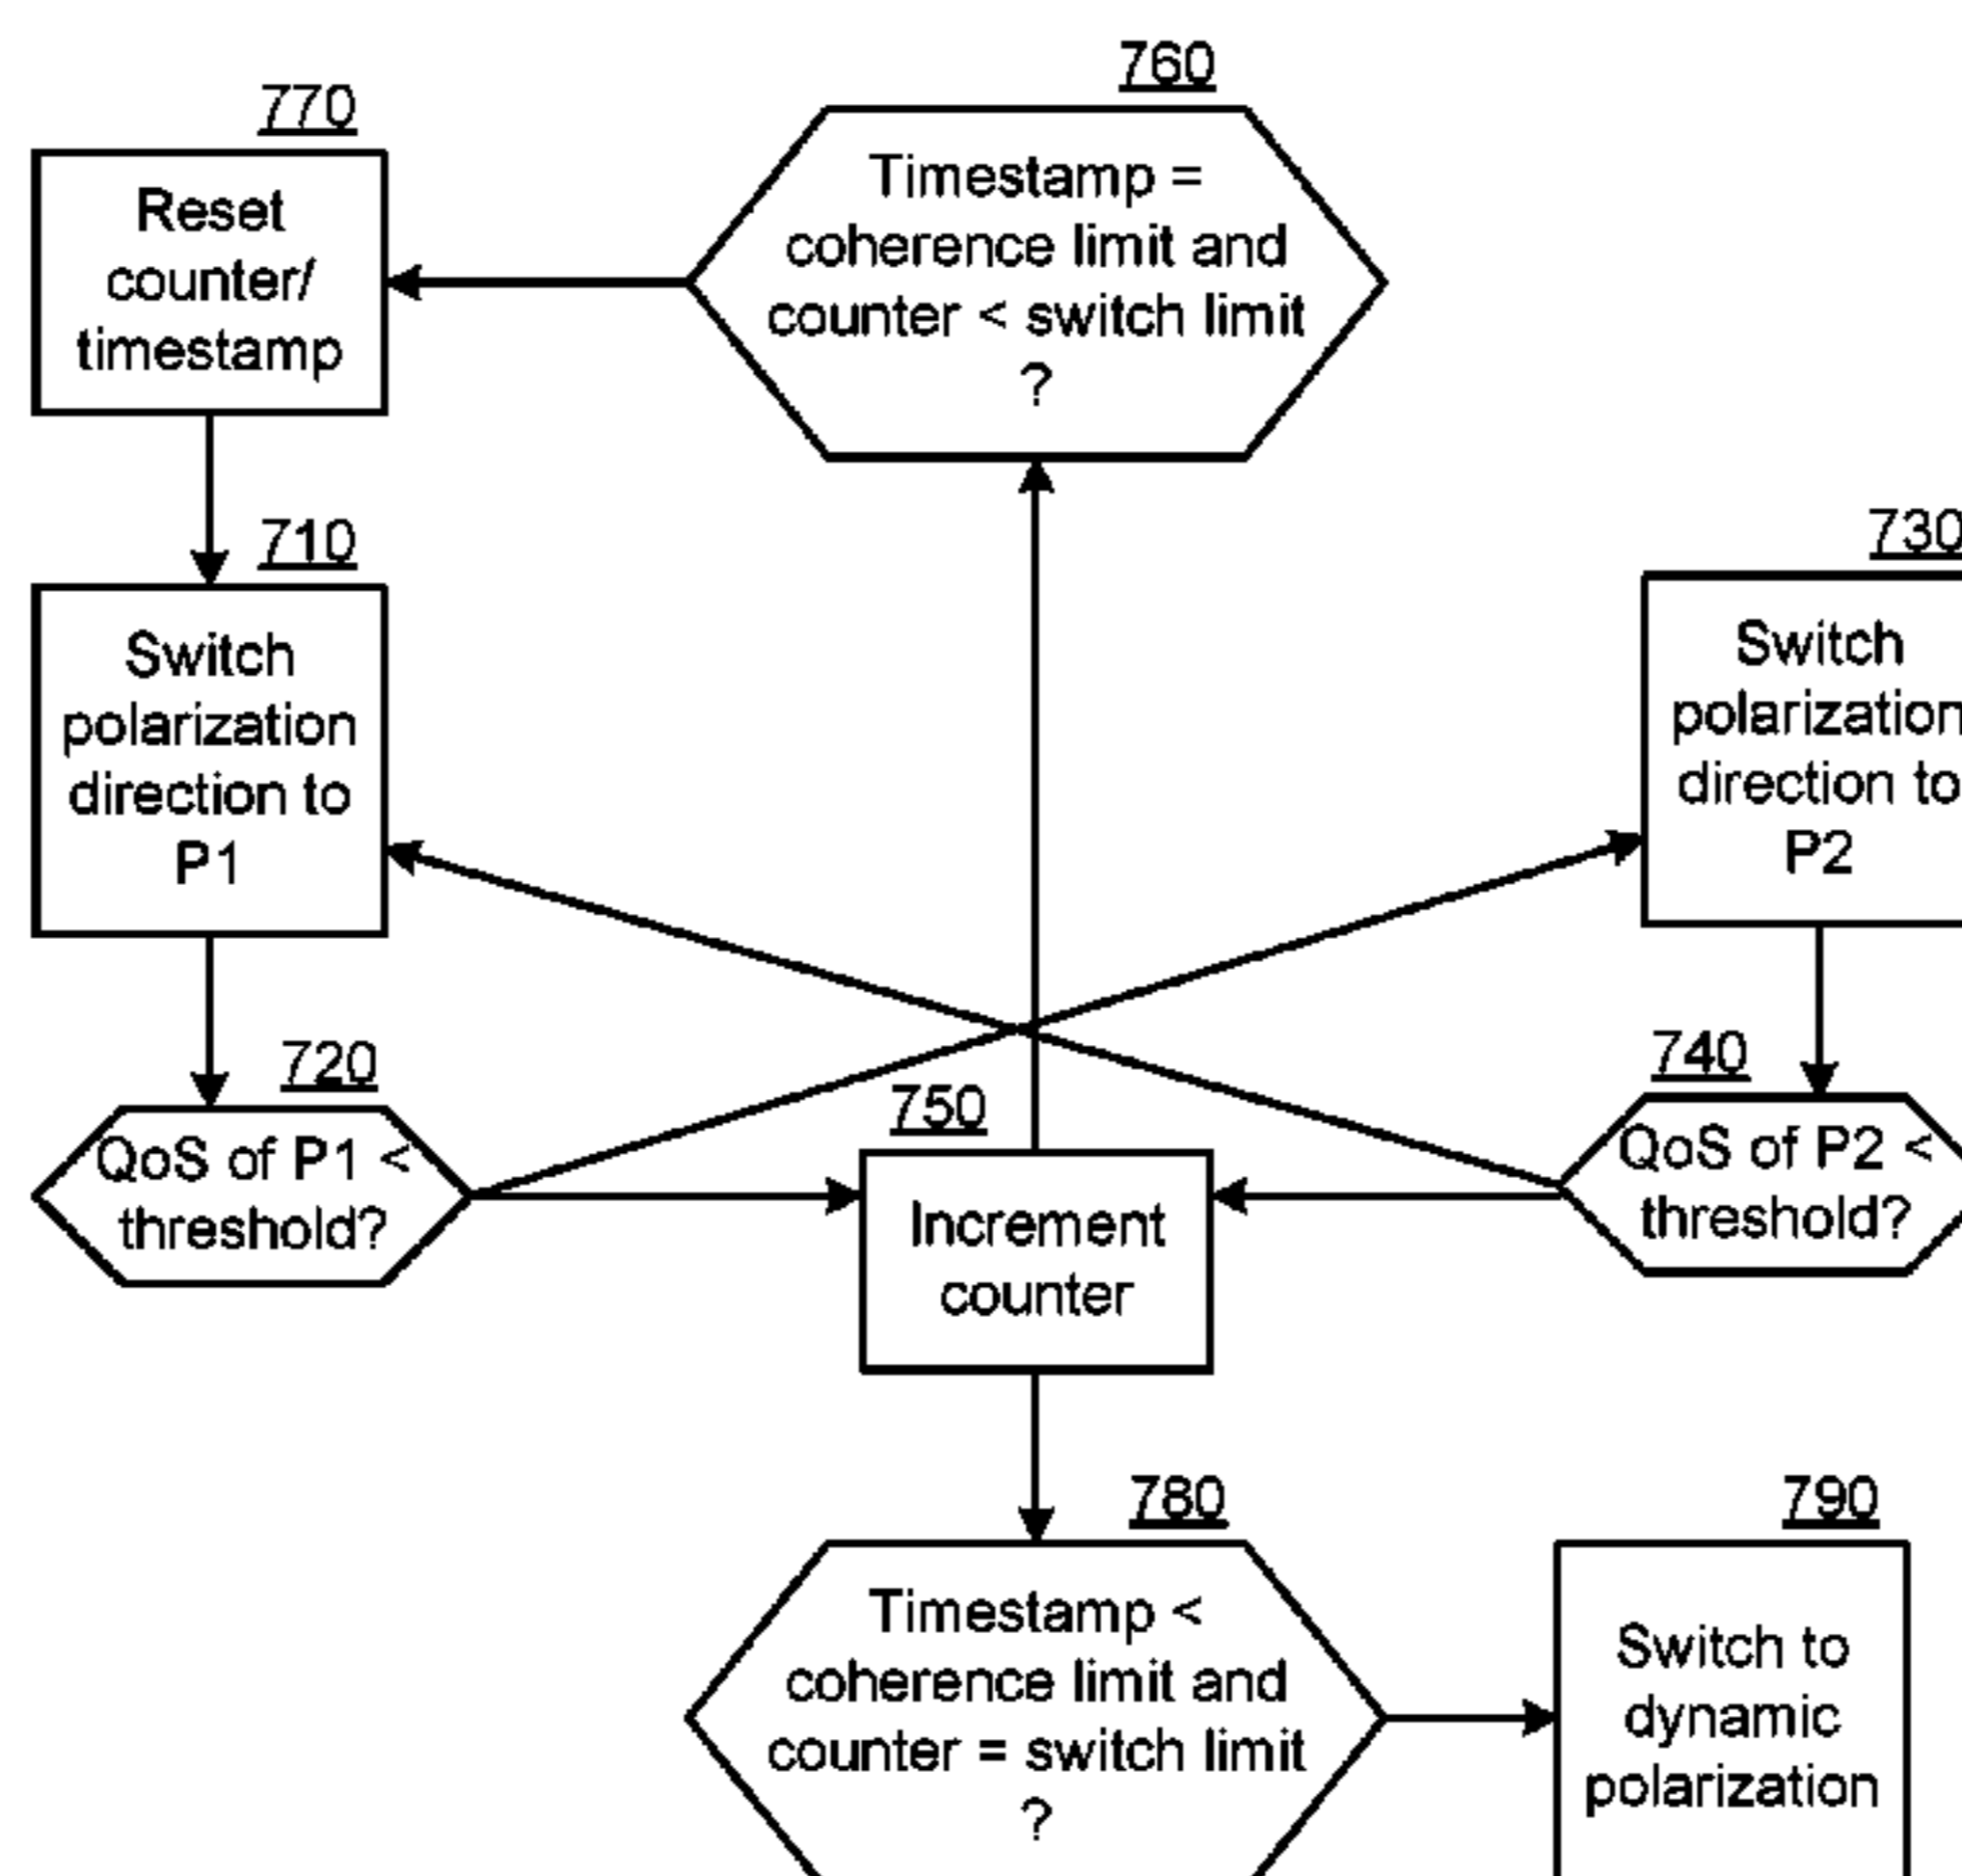 760
770
Timestamp =
coherence limit and
counter < switch limit
?
Reset
counter/
timestamp
710
730
Switch
polarization
direction to
P1
Switch
polarization
direction to
P2
720
740
750
QoS of P1 <
threshold?
QoS of P2 <
threshold?
Increment
counter
780
790
Timestamp <
coherence limit and
counter = switch limit
?
Switch to
dynamic
polarization